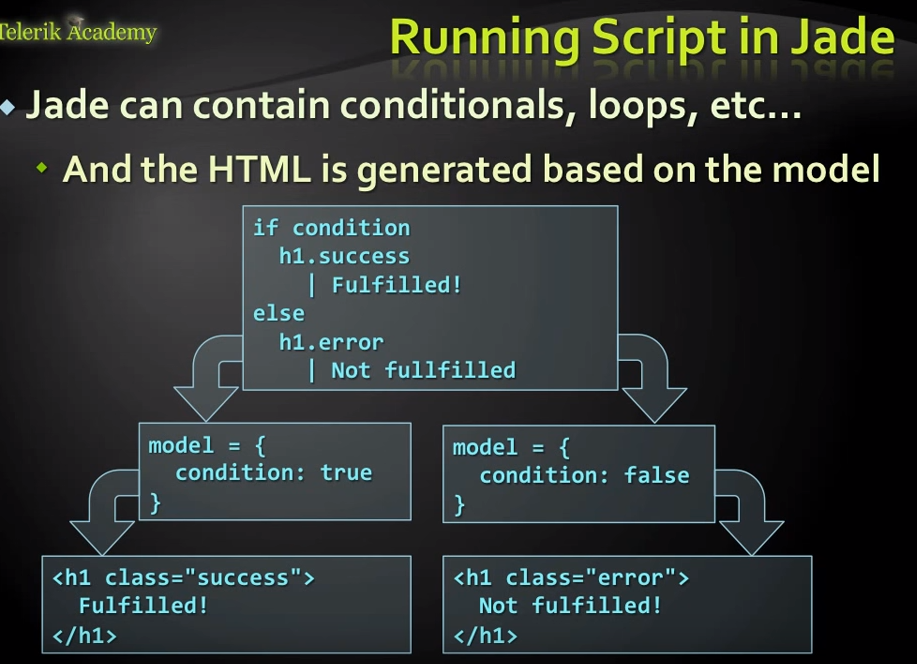 Telerik Academy
Running Script in Jade
Jade can contain conditionals, loops, etc…
And the HTML is generated based on the model
if condition
  h1.success
    | Fulfilled!
else
  h1.error
    | Not fullfilled
model = {
  condition: true
}
model = {
  condition: false
}
<h1 class="success">
  Fulfilled!
</h1>
<h1 class="error">
  Not fulfilled!
</h1>